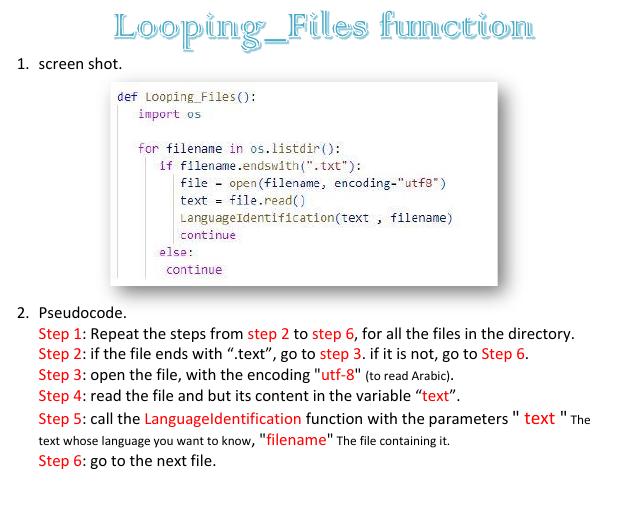 Looping_Files function
1. screen shot.
def Looping_Files():
import os
for filename in os.listdir():
if filename.endswith(".txt"):
file = open(filename, encoding="utf8")
text = file.read()
LanguageIdentification(text , filename)
continue
else:
continue
2. Pseudocode.
Step 1: Repeat the steps from step 2 to step 6, for all the files in the directory.
Step 2: if the file ends with “.text”, go to step 3. if it is not, go to Step 6.
Step 3: open the file, with the encoding "utf-8" (to read Arabic).
Step 4: read the file and but its content in the variable “text”.
Step 5: call the LanguageIdentification function with the parameters " text " The
text whose language you want to know, "filename" The file containing it.
Step 6: go to the next file.